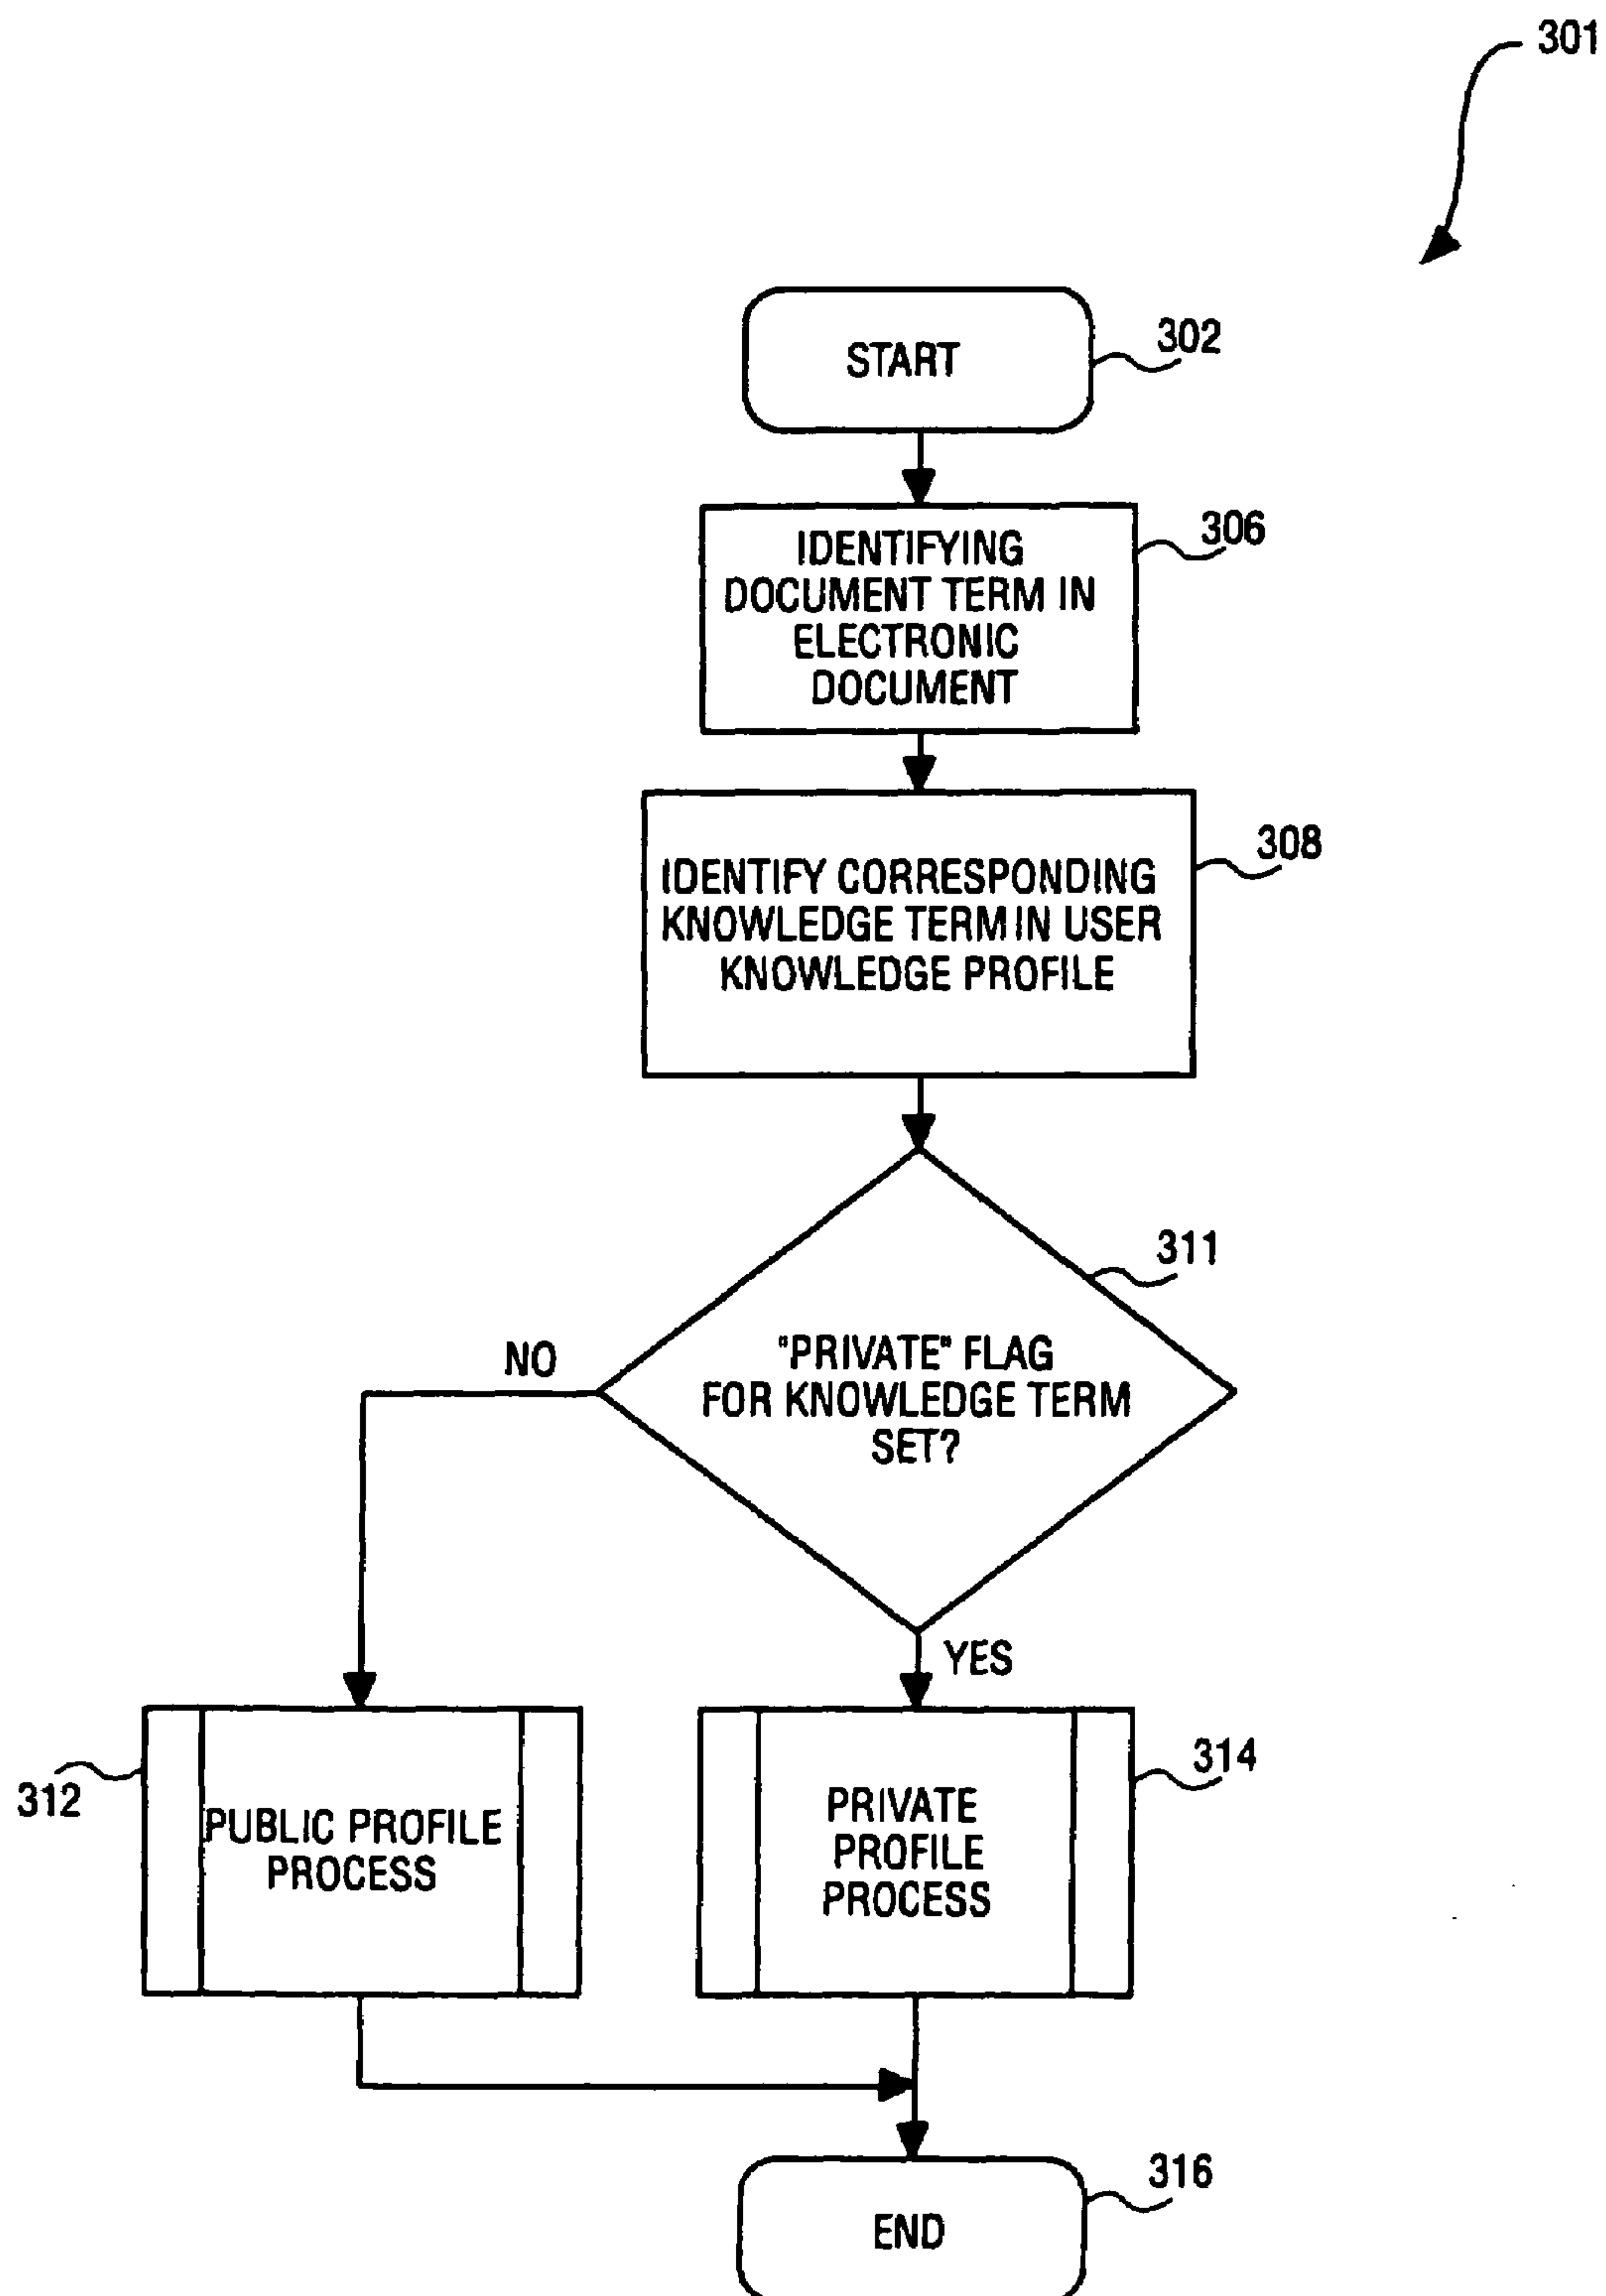 301
START
302
IDENTIFYING
DOCUMENT TERM IN
ELECTRONIC
DOCUMENT
306
IDENTIFY CORRESPONDING
KNOWLEDGE TERM IN USER
KNOWLEDGE PROFILE
308
"PRIVATE" FLAG
FOR KNOWLEDGE TERM
SET?
311
NO
YES
312
PUBLIC PROFILE
PROCESS
PRIVATE
PROFILE
PROCESS
314
END
316